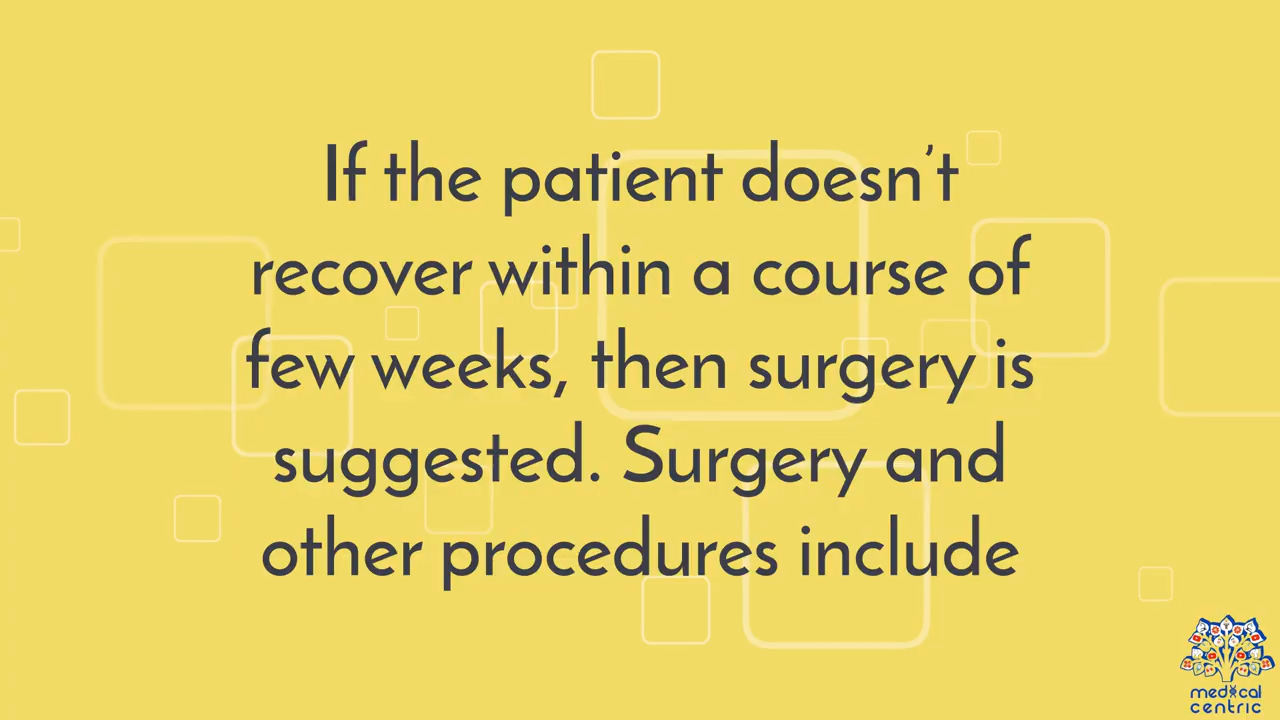 If the patient doesn't
recover within a course of
few weeks, then surgery is
suggested. Surgery and
other procedures include
medical
centric